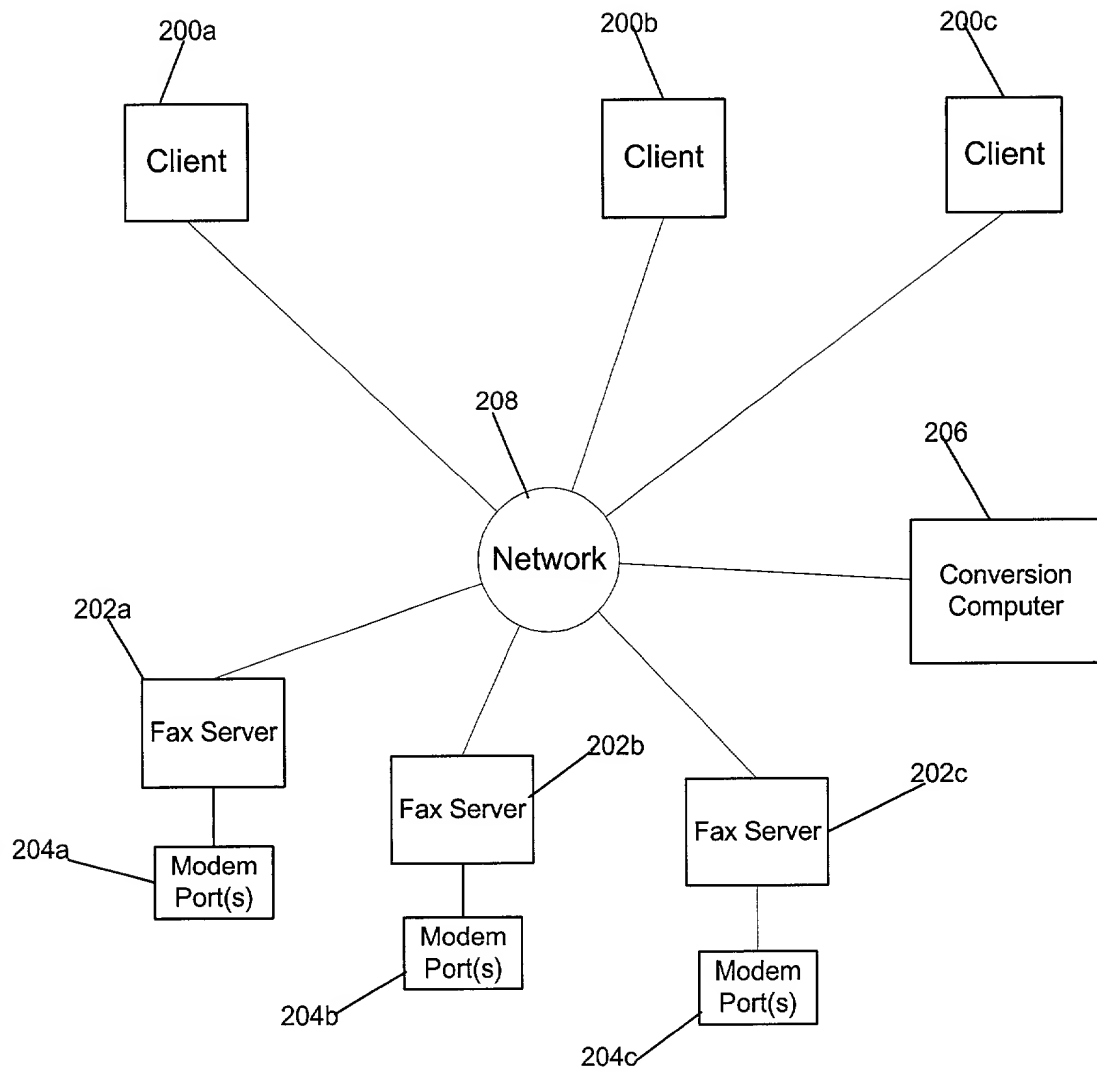 200a
200b
200c
Client
Client
Client
208
206
Network
Conversion
Computer
202a
Fax Server
202b
202c
Fax Server
Fax Server
204a
Modem
Port(s)
Modem
Port(s)
Modem
Port(s)
204b
204c